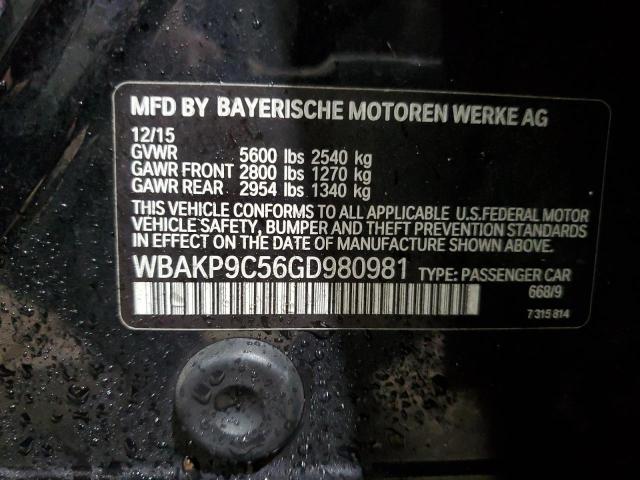 MFD BY BAYERISCHE MOTOREN WERKE AG
12/15
GVWR 5600 lbs 2540 kg
GAWR FRONT 2800 lbs 1270 kg
GAWR REAR 2954 lbs 1340 kg
THIS VEHICLE CONFORMS TO ALL APPLICABLE U.S.FEDERAL MOTOR
VEHICLE SAFETY, BUMPER AND THEFT PREVENTION STANDARDS
IN EFFECT ON THE DATE OF MANUFACTURE SHOWN ABOVE.
WBAKP9C56GD980981 TYPE: PASSENGER CAR
668/9
7 315 814